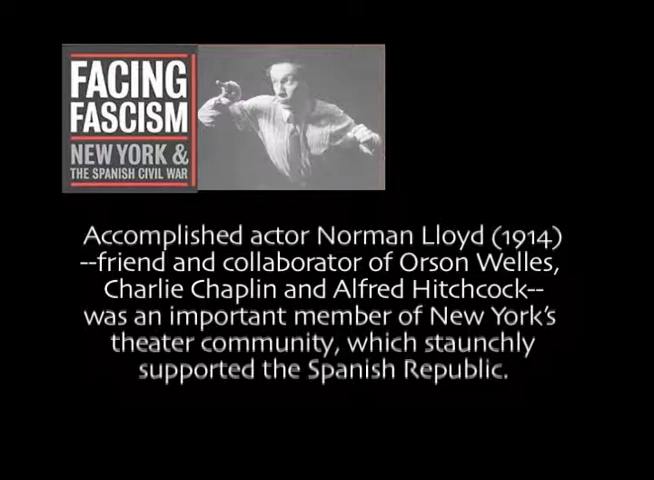 FACING
FASCISM
NEW YORK &
THE SPANISH CIVIL WAR
Accomplished actor Norman Lloyd (1914)
--friend and collaborator of Orson Welles,
Charlie Chaplin and Alfred Hitchcock--
was an important member of New York's
theater community, which staunchly
supported the Spanish Republic.